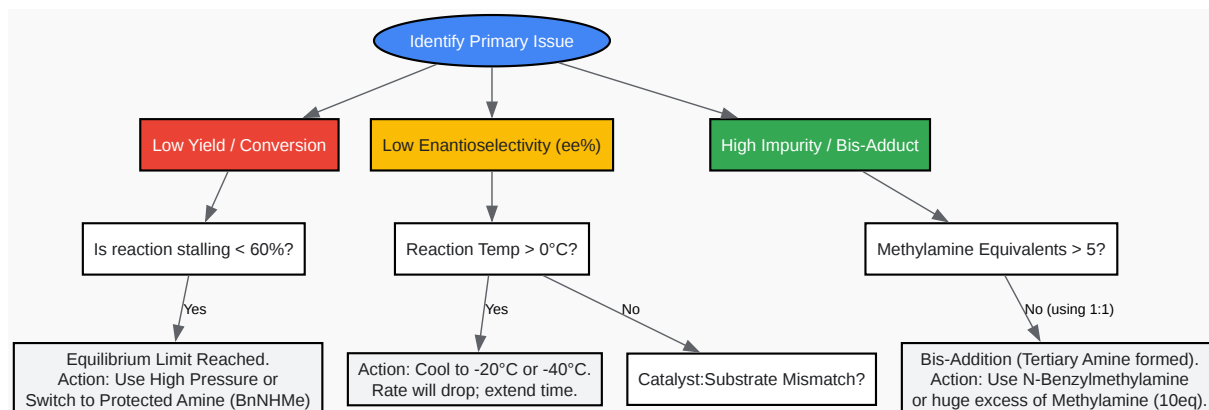 Identify Primary Issue
Low Yield / Conversion
Low Enantioselectivity (ee%)
High Impurity / Bis-Adduct
Is reaction stalling < 60%?
Reaction Temp > 0°C?
Methylamine Equivalents > 5?
Yes
Yes
No
No (using 1:1)
Equilibrium Limit Reached.
Action: Use High Pressure or
Switch to Protected Amine (BnNHMe)
Action: Cool to -20°C or -40°C.
Rate will drop; extend time.
Catalyst:Substrate Mismatch?
Bis-Addition (Tertiary Amine formed).
Action: Use N-Benzylmethylamine
or huge excess of Methylamine (10eq).